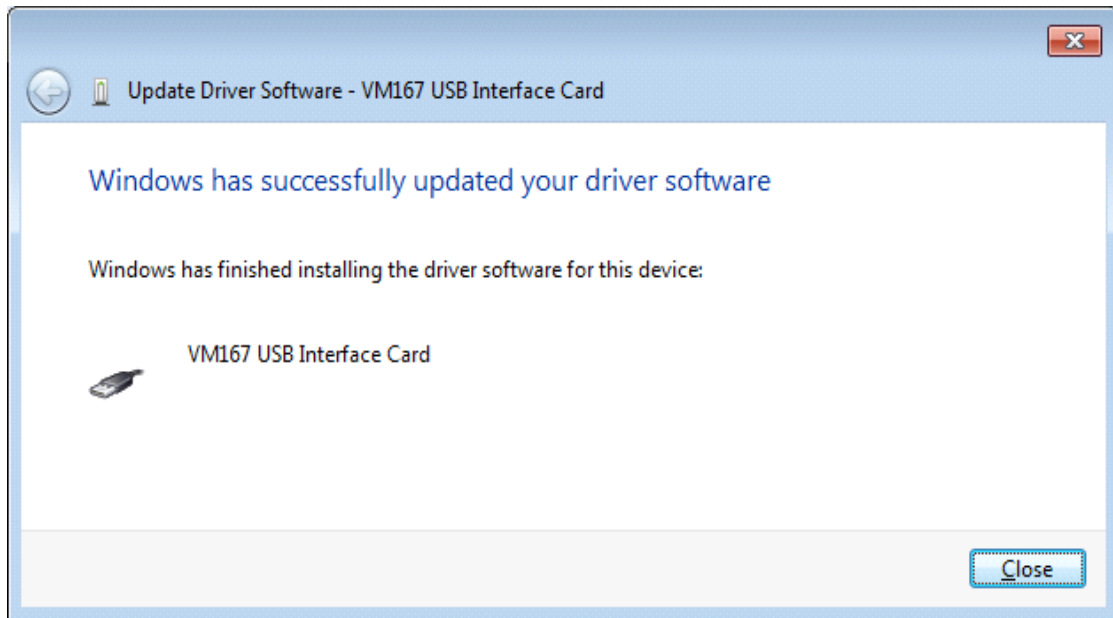 Update Driver Software - VM167 USB Interface Card
Windows has successfully updated your driver software
Windows has finished installing the driver software for this device:
VM167 USB Interface Card
Close